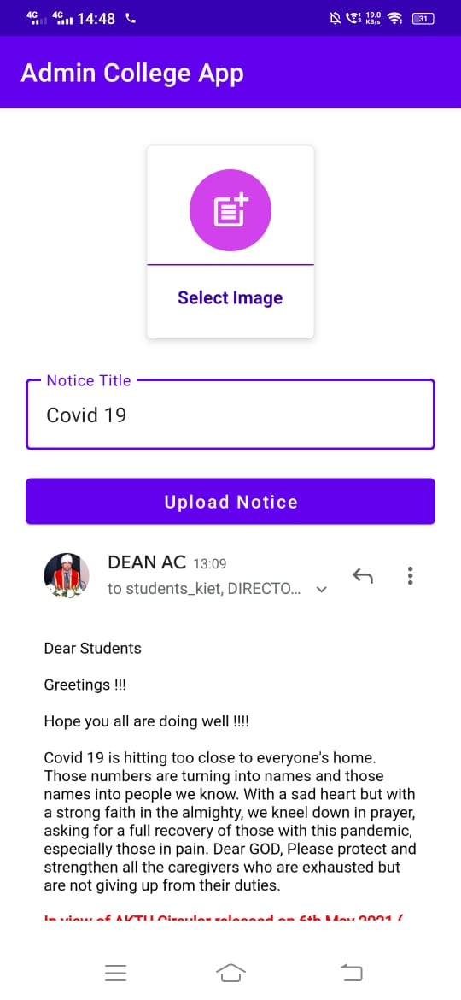 4G 4G 14:48 19.0 KB/s 31
Admin College App
Select Image
Notice Title
Covid 19
Upload Notice
DEAN AC 13:09
to students_kiet, DIRECTO...
Dear Students
Greetings !!!
Hope you all are doing well !!!!
Covid 19 is hitting too close to everyone's home.
Those numbers are turning into names and those
names into people we know. With a sad heart but with
a strong faith in the almighty, we kneel down in prayer,
asking for a full recovery of those with this pandemic,
especially those in pain. Dear GOD, Please protect and
strengthen all the caregivers who are exhausted but
are not giving up from their duties.
In view of AKTU Circular released on 6th May 2021 (